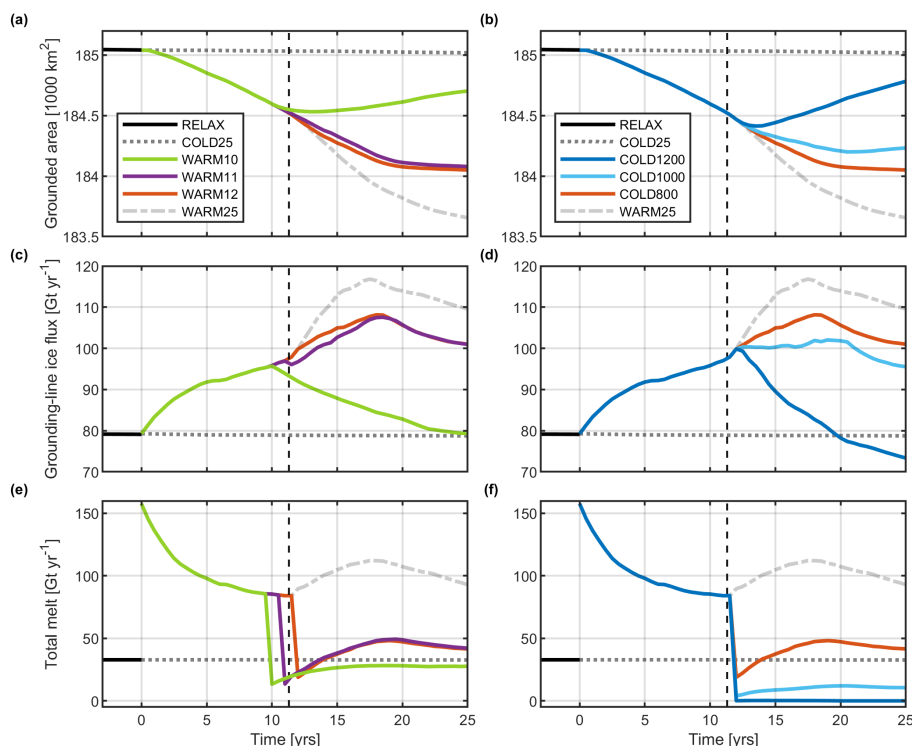 (a)
(b)
Grounded area [1000 km²]
185
184.5
184
183.5
RELAX
COLD25
WARM10
WARM11
WARM12
WARM25
185
184.5
184
183.5
RELAX
COLD25
COLD1200
COLD1000
COLD800
WARM25
(c)
(d)
Grounding-line ice flux [Gt yr⁻¹]
120
110
100
90
80
70
120
110
100
90
80
70
(e)
(f)
Total melt [Gt yr⁻¹]
150
100
50
0
0 5 10 15 20 25
Time [yrs]
150
100
50
0
0 5 10 15 20 25
Time [yrs]